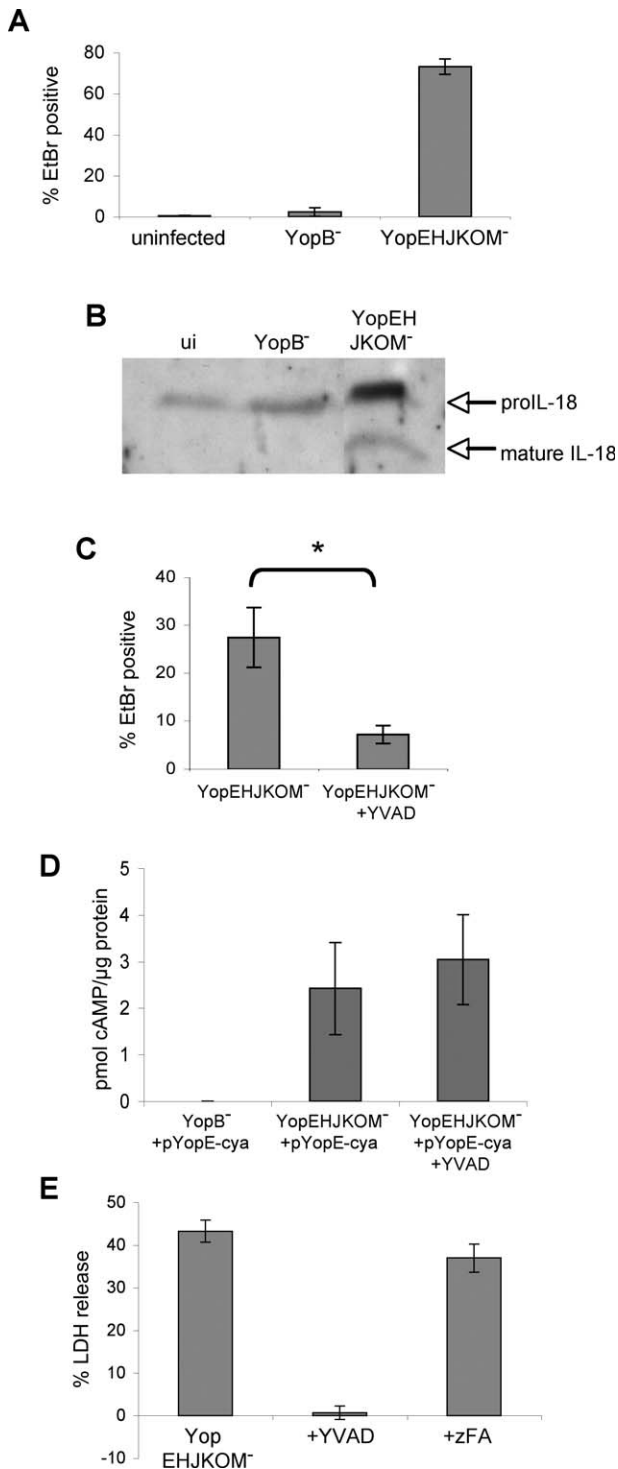 A
% EtBr positive
80
60
40
20
0
uninfected
YopB⁻
YopEHJKOM⁻
B
ui
YopB⁻
YopEH
JKOM⁻
proIL-18
mature IL-18
C
*
% EtBr positive
40
30
20
10
0
YopEHJKOM⁻
YopEHJKOM⁻
+YVAD
D
pmol cAMP/µg protein
5
4
3
2
1
0
YopB⁻
+pYopE-cya
YopEHJKOM⁻
+pYopE-cya
YopEHJKOM⁻
+pYopE-cya
+YVAD
E
% LDH release
50
40
30
20
10
0
-10
Yop
EHJKOM⁻
+YVAD
+zFA